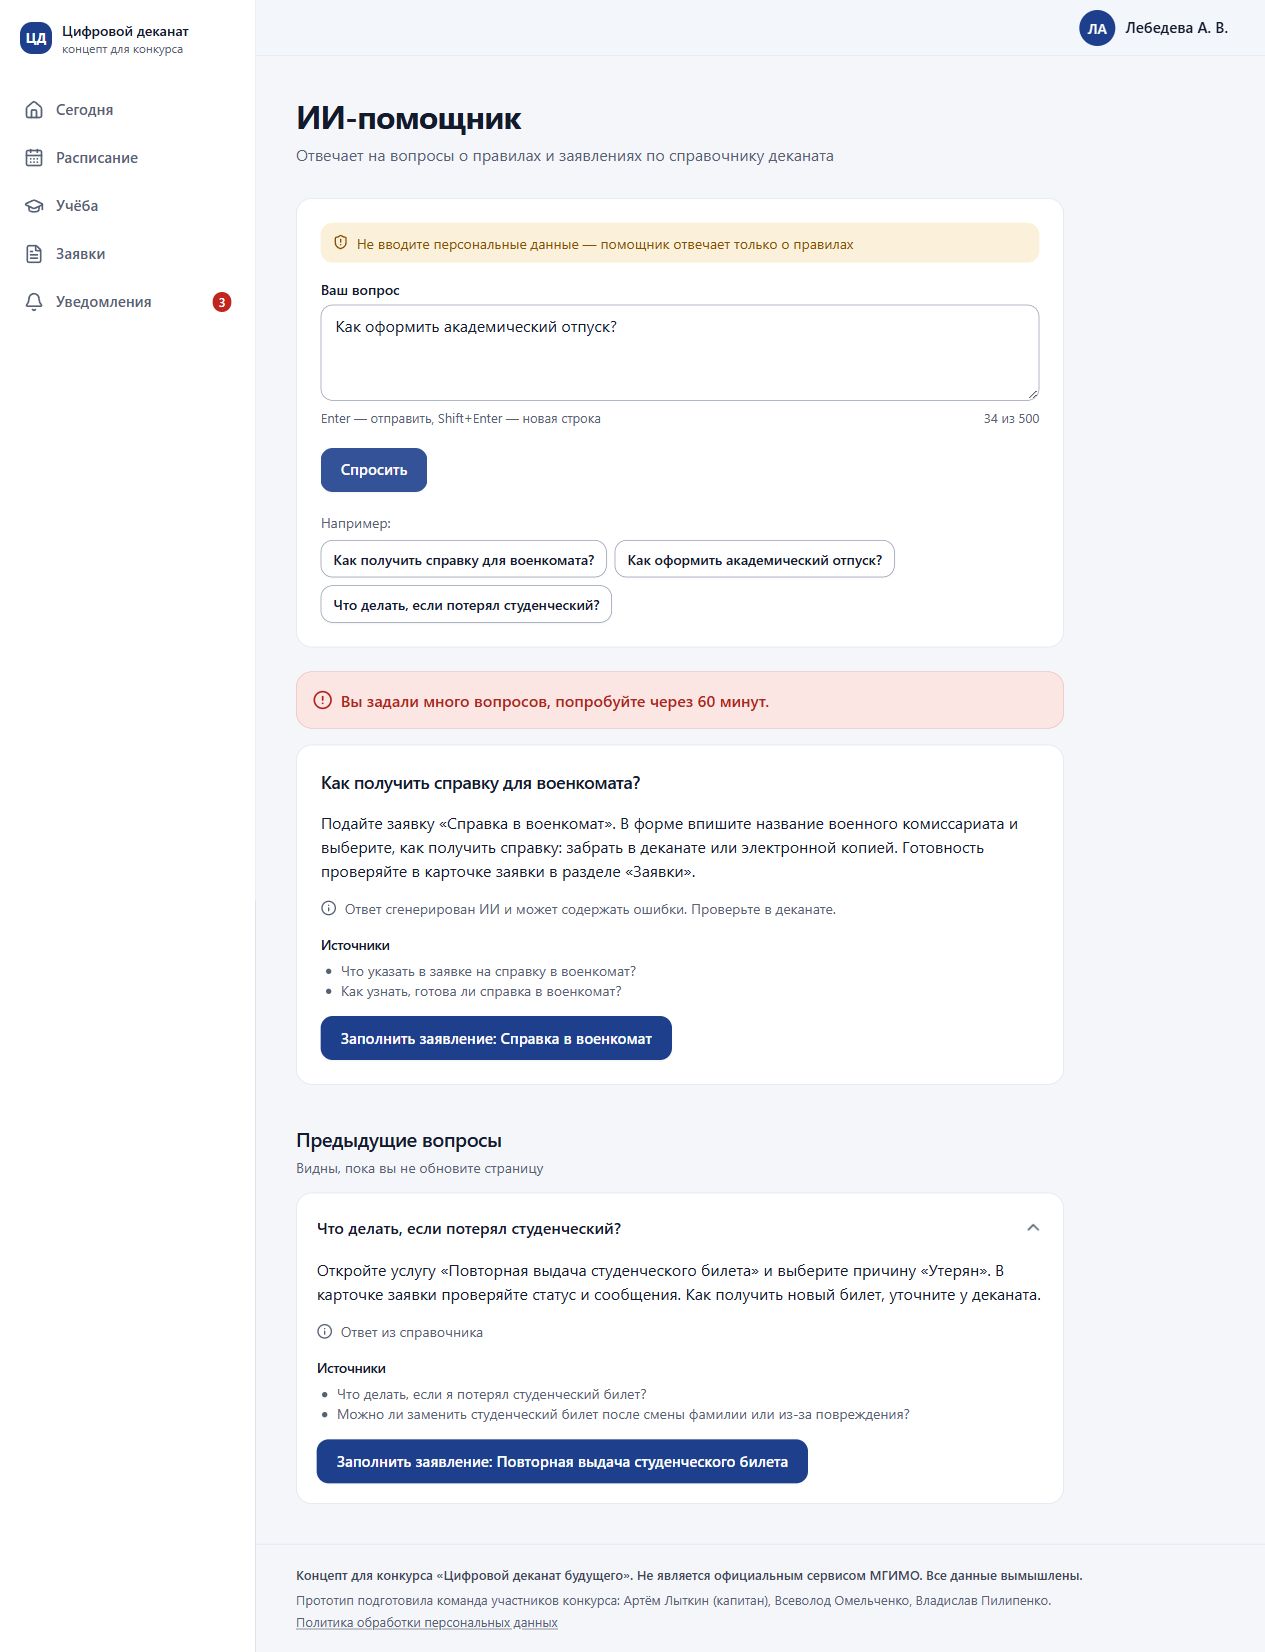 ЦД
Цифровой деканат
концепт для конкурса
ЛА
Лебедева А. В.
Сегодня
Расписание
Учёба
Заявки
Уведомления
3
ИИ-помощник
Отвечает на вопросы о правилах и заявлениях по справочнику деканата
Не вводите персональные данные — помощник отвечает только о правилах
Ваш вопрос
Как оформить академический отпуск?
Enter — отправить, Shift+Enter — новая строка
34 из 500
Спросить
Например:
Как получить справку для военкомата?
Как оформить академический отпуск?
Что делать, если потерял студенческий?
Вы задали много вопросов, попробуйте через 60 минут.
Как получить справку для военкомата?
Подайте заявку «Справка в военкомат». В форме впишите название военного комиссариата и
выберите, как получить справку: забрать в деканате или электронной копией. Готовность
проверяйте в карточке заявки в разделе «Заявки».
Ответ сгенерирован ИИ и может содержать ошибки. Проверьте в деканате.
Источники
Что указать в заявке на справку в военкомат?
Как узнать, готова ли справка в военкомат?
Заполнить заявление: Справка в военкомат
Предыдущие вопросы
Видны, пока вы не обновите страницу
Что делать, если потерял студенческий?
Откройте услугу «Повторная выдача студенческого билета» и выберите причину «Утерян». В
карточке заявки проверяйте статус и сообщения. Как получить новый билет, уточните у деканата.
Ответ из справочника
Источники
Что делать, если я потерял студенческий билет?
Можно ли заменить студенческий билет после смены фамилии или из-за повреждения?
Заполнить заявление: Повторная выдача студенческого билета
Концепт для конкурса «Цифровой деканат будущего». Не является официальным сервисом МГИМО. Все данные вымышлены.
Прототип подготовила команда участников конкурса: Артём Лыткин (капитан), Всеволод Омельченко, Владислав Пилипенко.
Политика обработки персональных данных